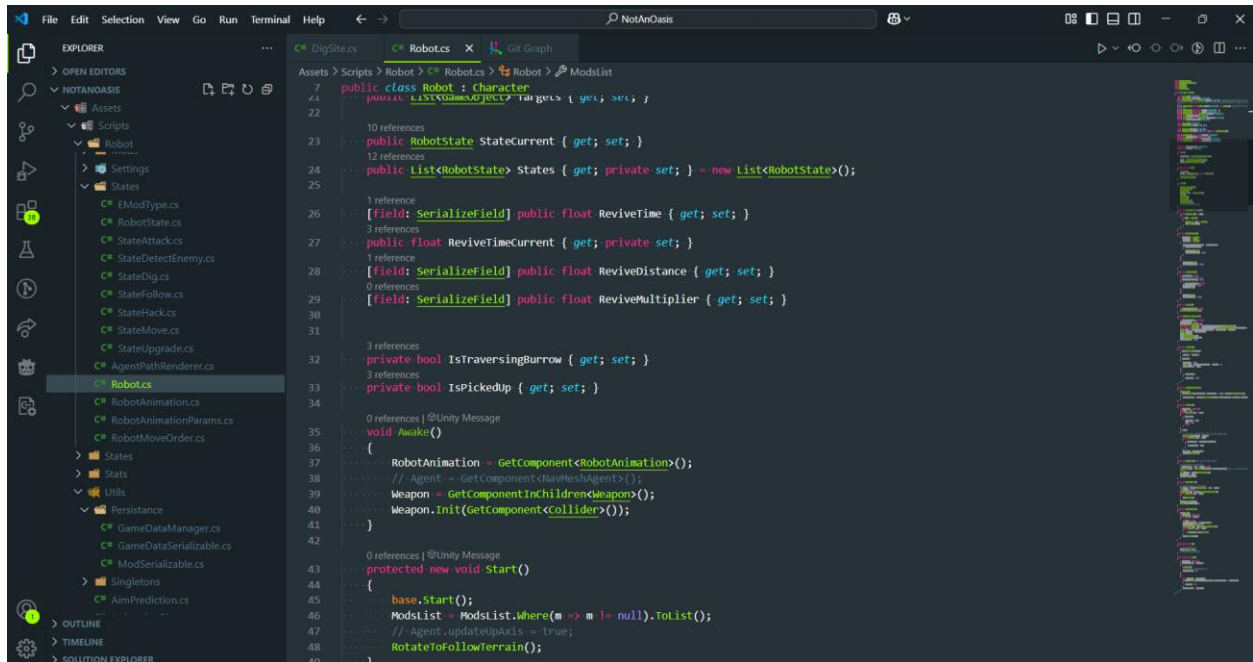 File Edit Selection View Go Run Terminal Help
NotAnOasis
EXPLORER
OPEN EDITORS
NOTANOASIS
Assets
Scripts
Robot
Settings
States
EModType.cs
RobotState.cs
StateAttack.cs
StateDetectEnemy.cs
StateDig.cs
StateFollow.cs
StateHack.cs
StateMove.cs
StateUpgrade.cs
AgentPathRenderer.cs
Robot.cs
RobotAnimation.cs
RobotAnimationParams.cs
RobotMoveOrder.cs
States
Stats
Utils
Persistance
GameDataManager.cs
GameDataSerializable.cs
ModSerializable.cs
Singletons
AimPrediction.cs
OUTLINE
TIMELINE
SOLUTION EXPLORER
38
1
DigSite.cs Robot.cs Git Graph
Assets > Scripts > Robot > Robot.cs > Robot > ModsList
7 public class Robot : Character
21 public List<GameObject> Targets { get; set; }
22
10 references
23 public RobotState StateCurrent { get; set; }
12 references
24 public List<RobotState> States { get; private set; } = new List<RobotState>();
25
1 reference
26 [field: SerializeField] public float ReviveTime { get; set; }
3 references
27 public float ReviveTimeCurrent { get; private set; }
1 reference
28 [field: SerializeField] public float ReviveDistance { get; set; }
0 references
29 [field: SerializeField] public float ReviveMultiplier { get; set; }
30
31
3 references
32 private bool IsTraversingBurrow { get; set; }
3 references
33 private bool IsPickedUp { get; set; }
34
0 references | Unity Message
35 void Awake()
36 {
37 RobotAnimation = GetComponent<RobotAnimation>();
38 // Agent = GetComponent<NavMeshAgent>();
39 Weapon = GetComponentInChildren<Weapon>();
40 Weapon.Init(GetComponent<Collider>());
41 }
42
0 references | Unity Message
43 protected new void Start()
44 {
45 base.Start();
46 ModsList = ModsList.Where(m => m != null).ToList();
47 // Agent.updateUpAxis = true;
48 RotateToFollowTerrain();